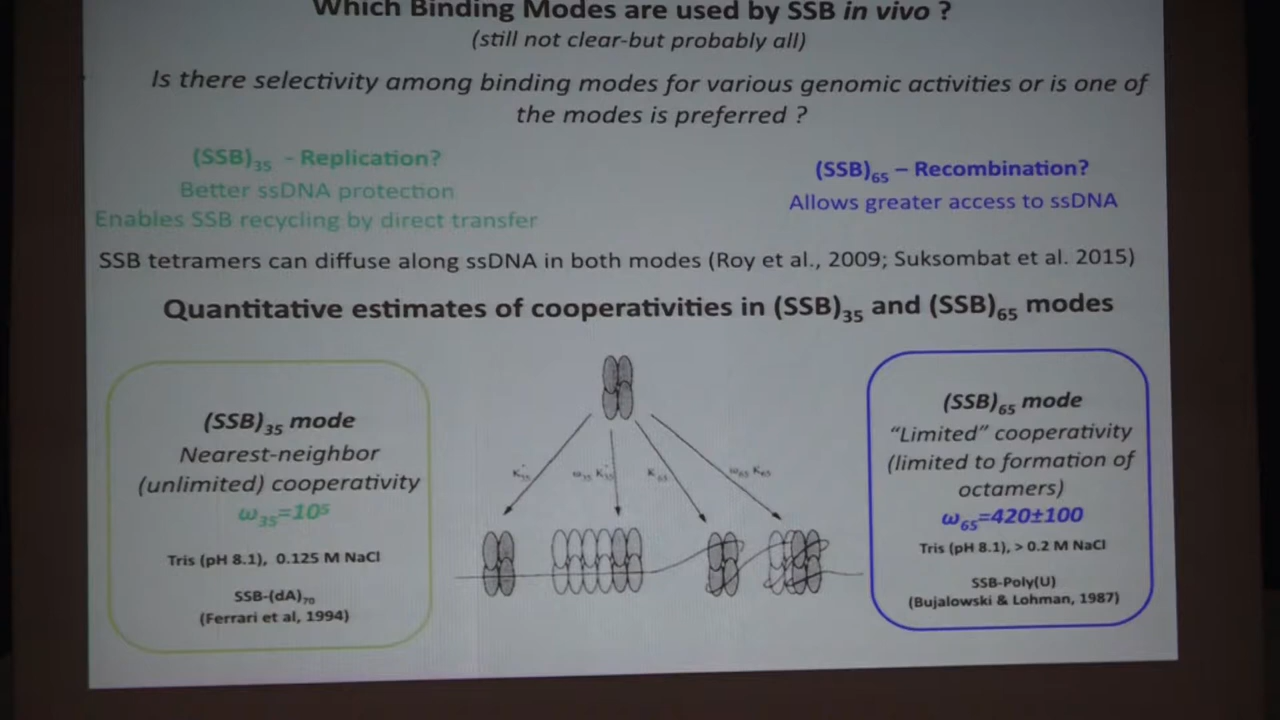 Which Binding Modes are used by SSB in vivo ?
(still not clear-but probably all)
Is there selectivity among binding modes for various genomic activities or is one of
the modes is preferred ?
(SSB)35 - Replication?
Better ssDNA protection
Enables SSB recycling by direct transfer
(SSB)65 – Recombination?
Allows greater access to ssDNA
SSB tetramers can diffuse along ssDNA in both modes (Roy et al., 2009; Suksombat et al. 2015)
Quantitative estimates of cooperativities in (SSB)35 and (SSB)65 modes
(SSB)35 mode
Nearest-neighbor
(unlimited) cooperativity
ω35=10⁵
Tris (pH 8.1), 0.125 M NaCl
SSB-(dA)70
(Ferrari et al, 1994)
K65
ω65 K65
(SSB)65 mode
“Limited” cooperativity
(limited to formation of
octamers)
ω65=420±100
Tris (pH 8.1), > 0.2 M NaCl
SSB-Poly(U)
(Bujalowski & Lohman, 1987)